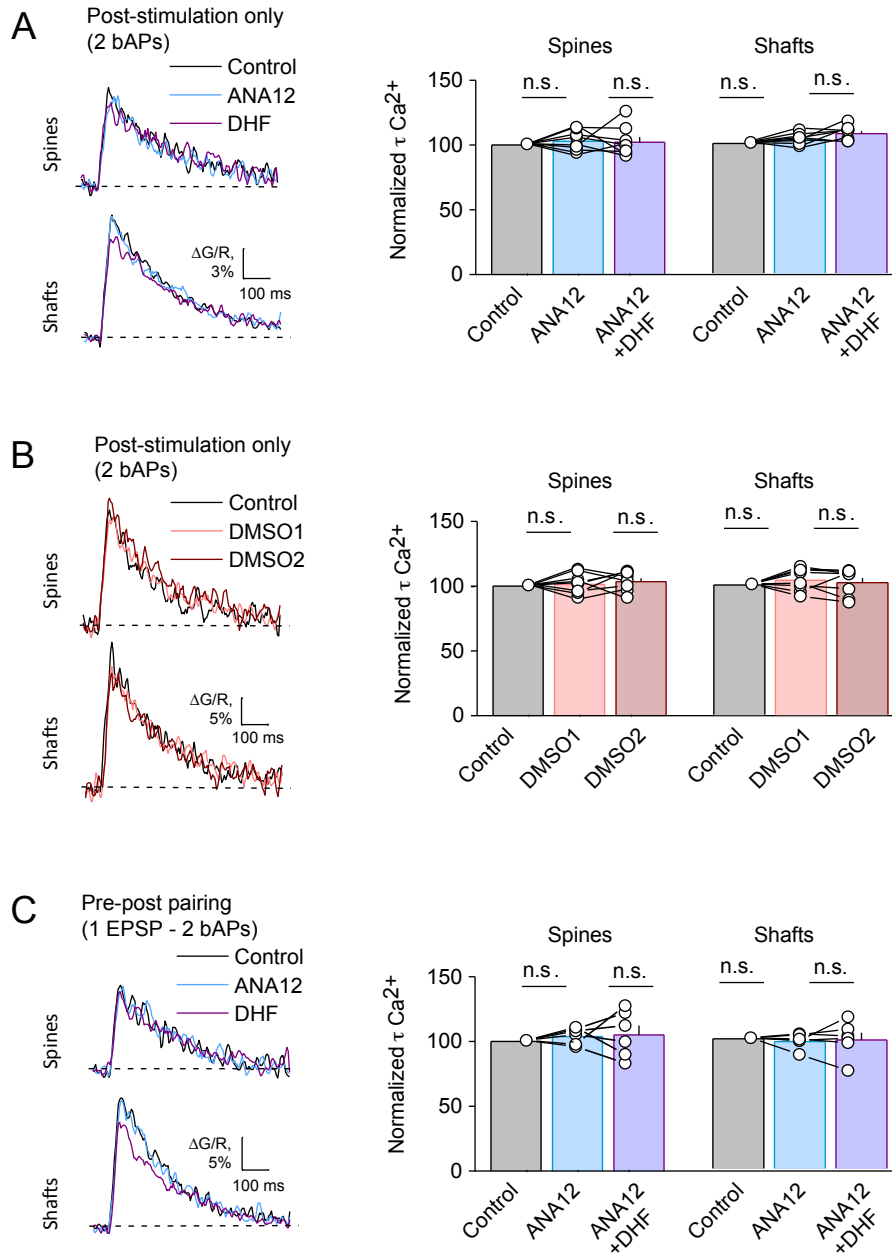 A
Post-stimulation only
(2 bAPs)
Control
ANA12
DHF
Spines
Shafts
ΔG/R,
3%
100 ms
Spines
Shafts
n.s.
n.s.
n.s.
n.s.
Normalized τ Ca2+
150
100
50
0
Control
ANA12
ANA12
+DHF
Control
ANA12
ANA12
+DHF
B
Post-stimulation only
(2 bAPs)
Control
DMSO1
DMSO2
Spines
Shafts
ΔG/R,
5%
100 ms
Spines
Shafts
n.s.
n.s.
n.s.
n.s.
Normalized τ Ca2+
150
100
50
0
Control
DMSO1
DMSO2
Control
DMSO1
DMSO2
C
Pre-post pairing
(1 EPSP - 2 bAPs)
Control
ANA12
DHF
Spines
Shafts
ΔG/R,
5%
100 ms
Spines
Shafts
n.s.
n.s.
n.s.
n.s.
Normalized τ Ca2+
150
100
50
0
Control
ANA12
ANA12
+DHF
Control
ANA12
ANA12
+DHF